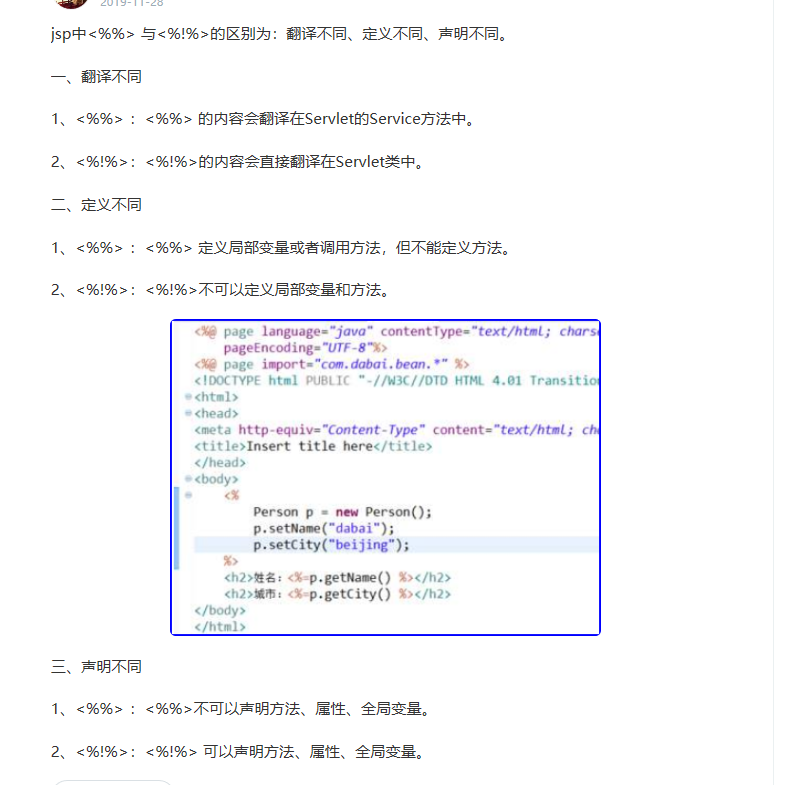 2019-11-28
jsp中<%%> 与<%!%>的区别为：翻译不同、定义不同、声明不同。
一、翻译不同
1、<%%> ：<%%> 的内容会翻译在Servlet的Service方法中。
2、<%!%>：<%!%>的内容会直接翻译在Servlet类中。
二、定义不同
1、<%%> ：<%%> 定义局部变量或者调用方法，但不能定义方法。
2、<%!%>：<%!%>不可以定义局部变量和方法。
<%@ page language="java" contentType="text/html; charse
pageEncoding="UTF-8"%>
<%@ page import="com.dabai.bean.*" %>
<!DOCTYPE html PUBLIC "-//W3C//DTD HTML 4.01 Transition
<html>
<head>
<meta http-equiv="Content-Type" content="text/html; cha
<title>Insert title here</title>
</head>
<body>
<%
Person p = new Person();
p.setName("dabai");
p.setCity("beijing");
%>
<h2>姓名：<%=p.getName() %></h2>
<h2>城市：<%=p.getCity() %></h2>
</body>
</html>
三、声明不同
1、<%%> ：<%%>不可以声明方法、属性、全局变量。
2、<%!%>：<%!%> 可以声明方法、属性、全局变量。